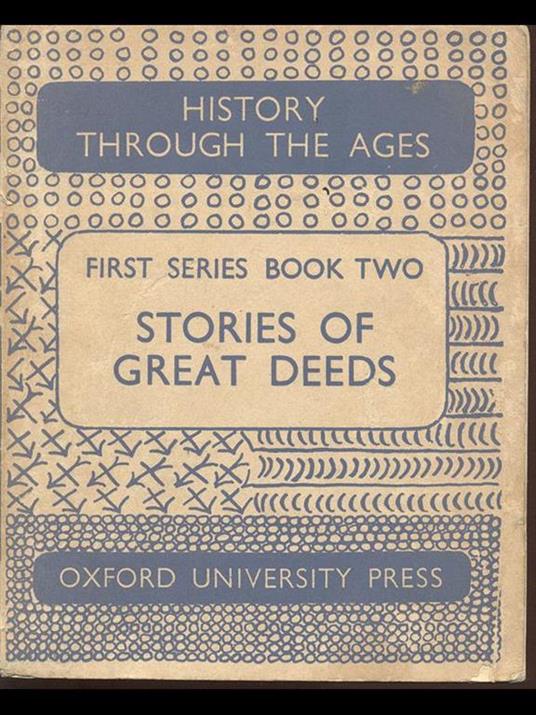 HISTORY
THROUGH THE AGES
FIRST SERIES BOOK TWO
STORIES OF
GREAT DEEDS
OXFORD UNIVERSITY PRESS